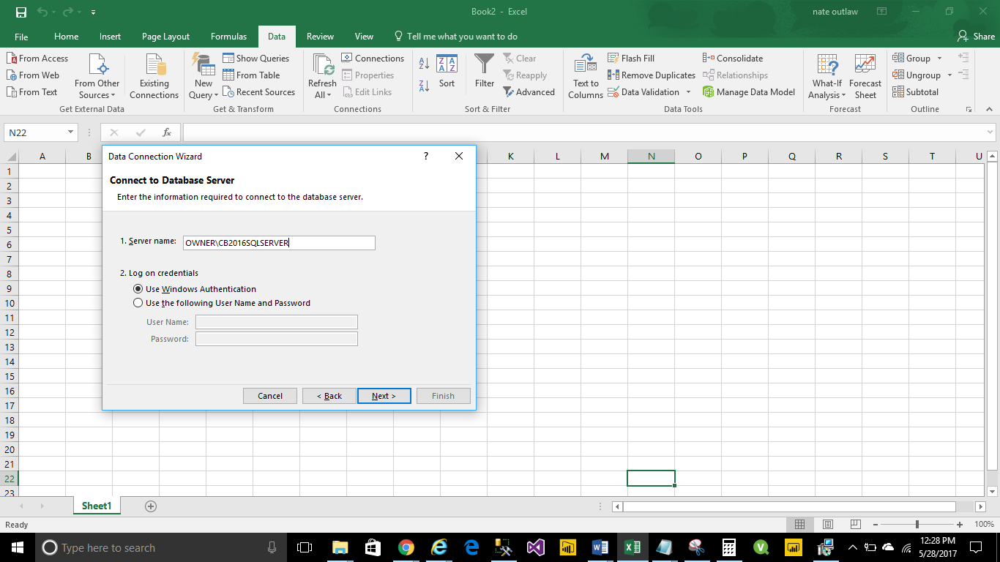 Book2 - Excel
nate outlaw
File Home Insert Page Layout Formulas Data Review View Tell me what you want to do Share
From Access
From Web
From Text
From Other Sources
Existing Connections
Get External Data
New Query
Show Queries
From Table
Recent Sources
Get & Transform
Refresh All
Connections
Properties
Edit Links
Connections
Sort
Filter
Clear
Reapply
Advanced
Sort & Filter
Text to Columns
Flash Fill
Remove Duplicates
Data Validation
Consolidate
Relationships
Manage Data Model
Data Tools
What-If Analysis
Forecast Sheet
Forecast
Group
Ungroup
Subtotal
Outline
N22
fx
A B K L M N O P Q R S T U
1
2
3
4
5
6
7
8
9
10
11
12
13
14
15
16
17
18
19
20
21
22
23
Data Connection Wizard ?
Connect to Database Server
Enter the information required to connect to the database server.
1. Server name: OWNER\CB2016SQLSERVER
2. Log on credentials
Use Windows Authentication
Use the following User Name and Password
User Name:
Password:
Cancel < Back Next > Finish
Sheet1
Ready
100%
Type here to search
12:28 PM
5/28/2017